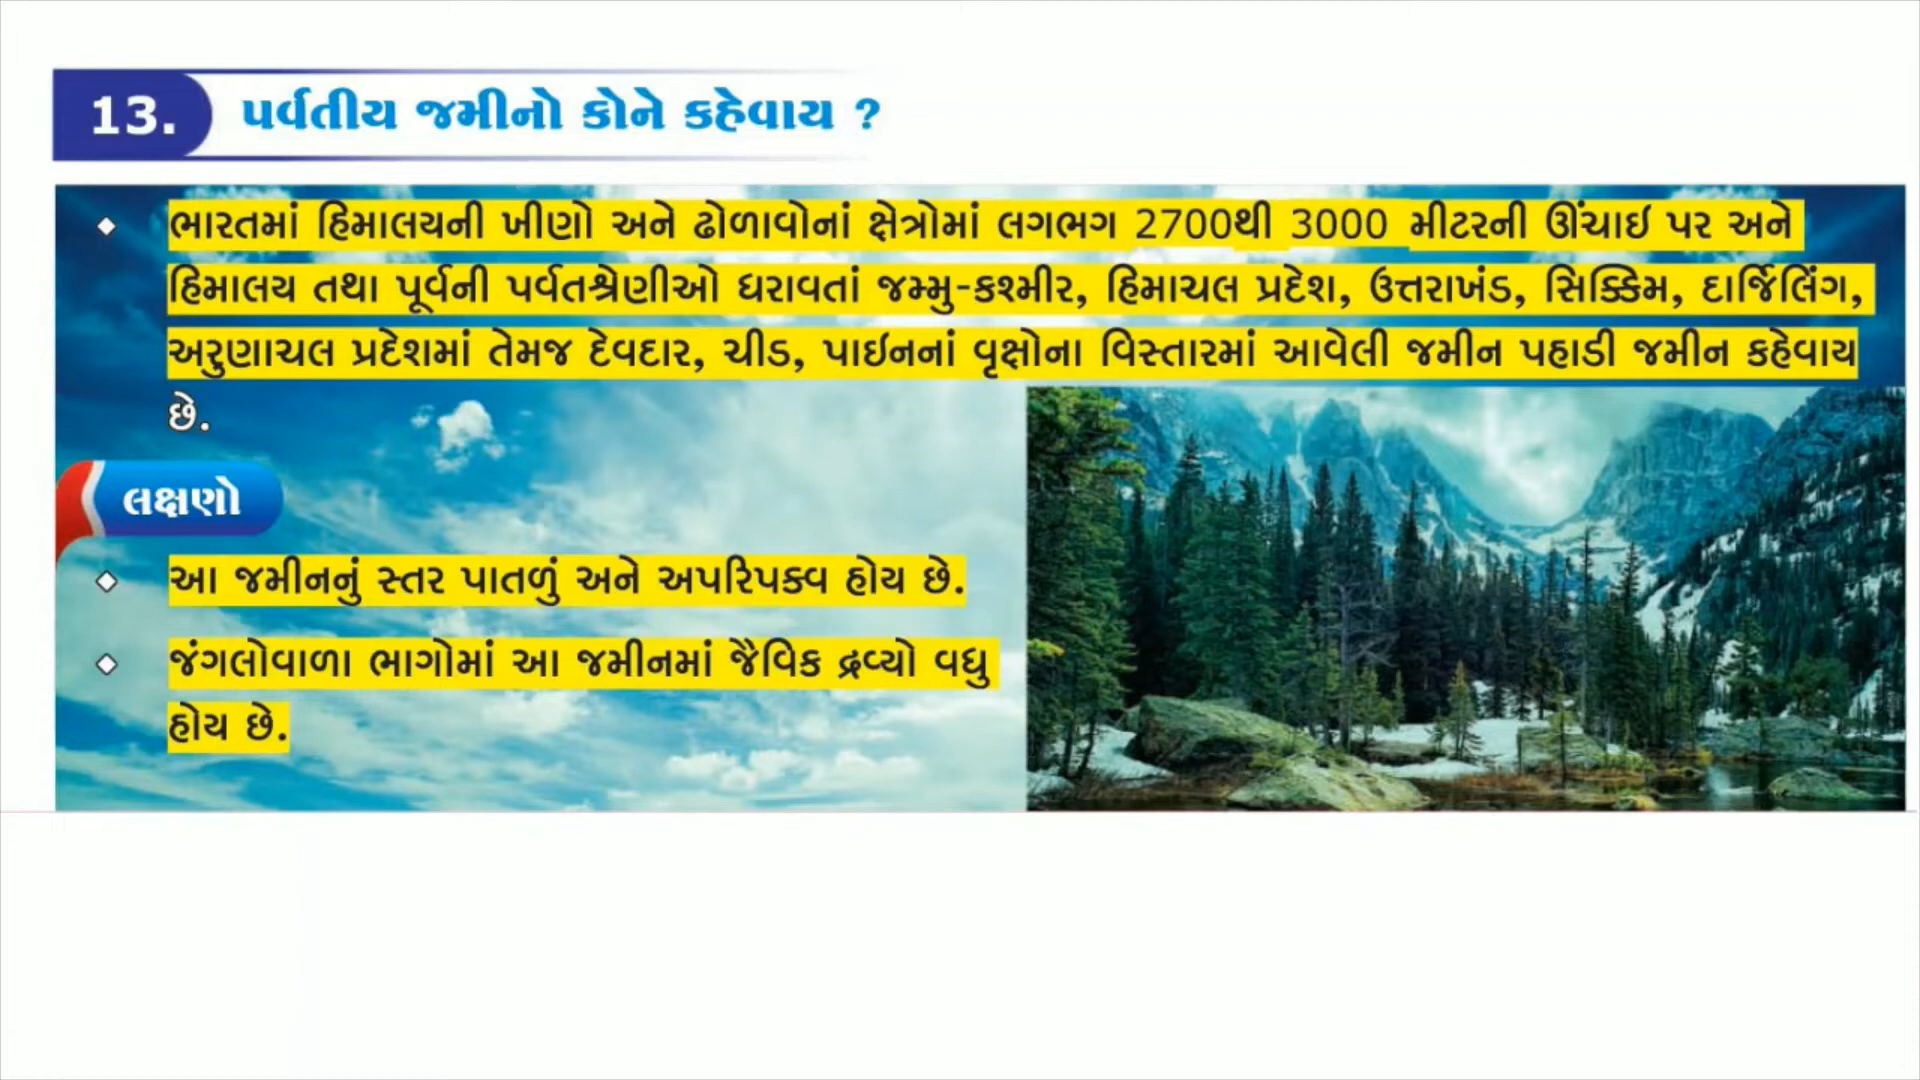 13. પર્વતીય જમીનો કોને કહેવાય ?
ભારતમાં હિમાલયની ખીણો અને ઢોળાવોનાં ક્ષેત્રોમાં લગભગ 2700થી 3000 મીટરની ઊંચાઇ પર અને
હિમાલય તથા પૂર્વની પર્વતશ્રેણીઓ ધરાવતાં જમ્મુ-કશ્મીર, હિમાચલ પ્રદેશ, ઉત્તરાખંડ, સિક્કિમ, દાર્જિલિંગ,
અરુણાચલ પ્રદેશમાં તેમજ દેવદાર, ચીડ, પાઇનનાં વૃક્ષોના વિસ્તારમાં આવેલી જમીન પહાડી જમીન કહેવાય
છે.
લક્ષણો
આ જમીનનું સ્તર પાતળું અને અપરિપક્વ હોય છે.
જંગલોવાળા ભાગોમાં આ જમીનમાં જૈવિક દ્રવ્યો વધુ
હોય છે.